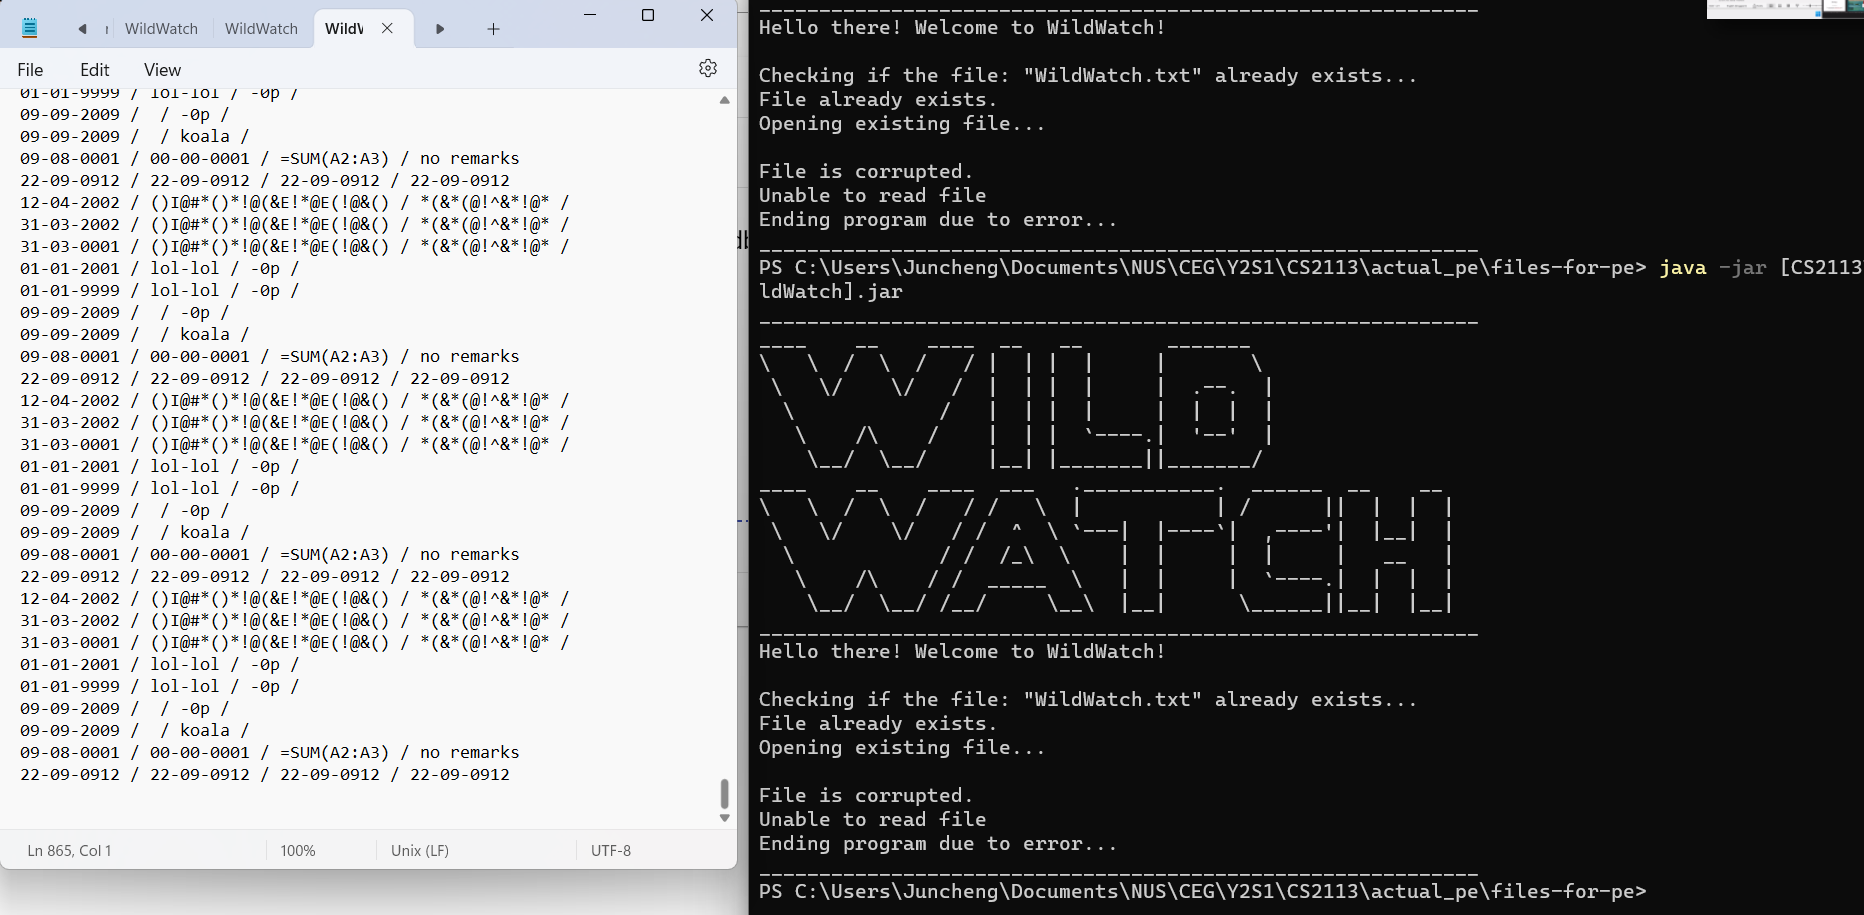 WildWatch
WildWatch
WildW
File
Edit
View
01-01-9999 / lol-lol / -0p /
09-09-2009 /  / -0p /
09-09-2009 /  / koala /
09-08-0001 / 00-00-0001 / =SUM(A2:A3) / no remarks
22-09-0912 / 22-09-0912 / 22-09-0912 / 22-09-0912
12-04-2002 / ()I@#*()*!@(&E!*@E(!@&() / *(&*(@!^&*!@* /
31-03-2002 / ()I@#*()*!@(&E!*@E(!@&() / *(&*(@!^&*!@* /
31-03-0001 / ()I@#*()*!@(&E!*@E(!@&() / *(&*(@!^&*!@* /
01-01-2001 / lol-lol / -0p /
01-01-9999 / lol-lol / -0p /
09-09-2009 /  / -0p /
09-09-2009 /  / koala /
09-08-0001 / 00-00-0001 / =SUM(A2:A3) / no remarks
22-09-0912 / 22-09-0912 / 22-09-0912 / 22-09-0912
12-04-2002 / ()I@#*()*!@(&E!*@E(!@&() / *(&*(@!^&*!@* /
31-03-2002 / ()I@#*()*!@(&E!*@E(!@&() / *(&*(@!^&*!@* /
31-03-0001 / ()I@#*()*!@(&E!*@E(!@&() / *(&*(@!^&*!@* /
01-01-2001 / lol-lol / -0p /
01-01-9999 / lol-lol / -0p /
09-09-2009 /  / -0p /
09-09-2009 /  / koala /
09-08-0001 / 00-00-0001 / =SUM(A2:A3) / no remarks
22-09-0912 / 22-09-0912 / 22-09-0912 / 22-09-0912
12-04-2002 / ()I@#*()*!@(&E!*@E(!@&() / *(&*(@!^&*!@* /
31-03-2002 / ()I@#*()*!@(&E!*@E(!@&() / *(&*(@!^&*!@* /
31-03-0001 / ()I@#*()*!@(&E!*@E(!@&() / *(&*(@!^&*!@* /
01-01-2001 / lol-lol / -0p /
01-01-9999 / lol-lol / -0p /
09-09-2009 /  / -0p /
09-09-2009 /  / koala /
09-08-0001 / 00-00-0001 / =SUM(A2:A3) / no remarks
22-09-0912 / 22-09-0912 / 22-09-0912 / 22-09-0912
Ln 865, Col 1
100%
Unix (LF)
UTF-8
Hello there! Welcome to WildWatch!
Checking if the file: "WildWatch.txt" already exists...
File already exists.
Opening existing file...
File is corrupted.
Unable to read file
Ending program due to error...
PS C:\Users\Juncheng\Documents\NUS\CEG\Y2S1\CS2113\actual_pe\files-for-pe> java -jar [CS2113
ldWatch].jar
WILD
WATCH
Hello there! Welcome to WildWatch!
Checking if the file: "WildWatch.txt" already exists...
File already exists.
Opening existing file...
File is corrupted.
Unable to read file
Ending program due to error...
PS C:\Users\Juncheng\Documents\NUS\CEG\Y2S1\CS2113\actual_pe\files-for-pe>